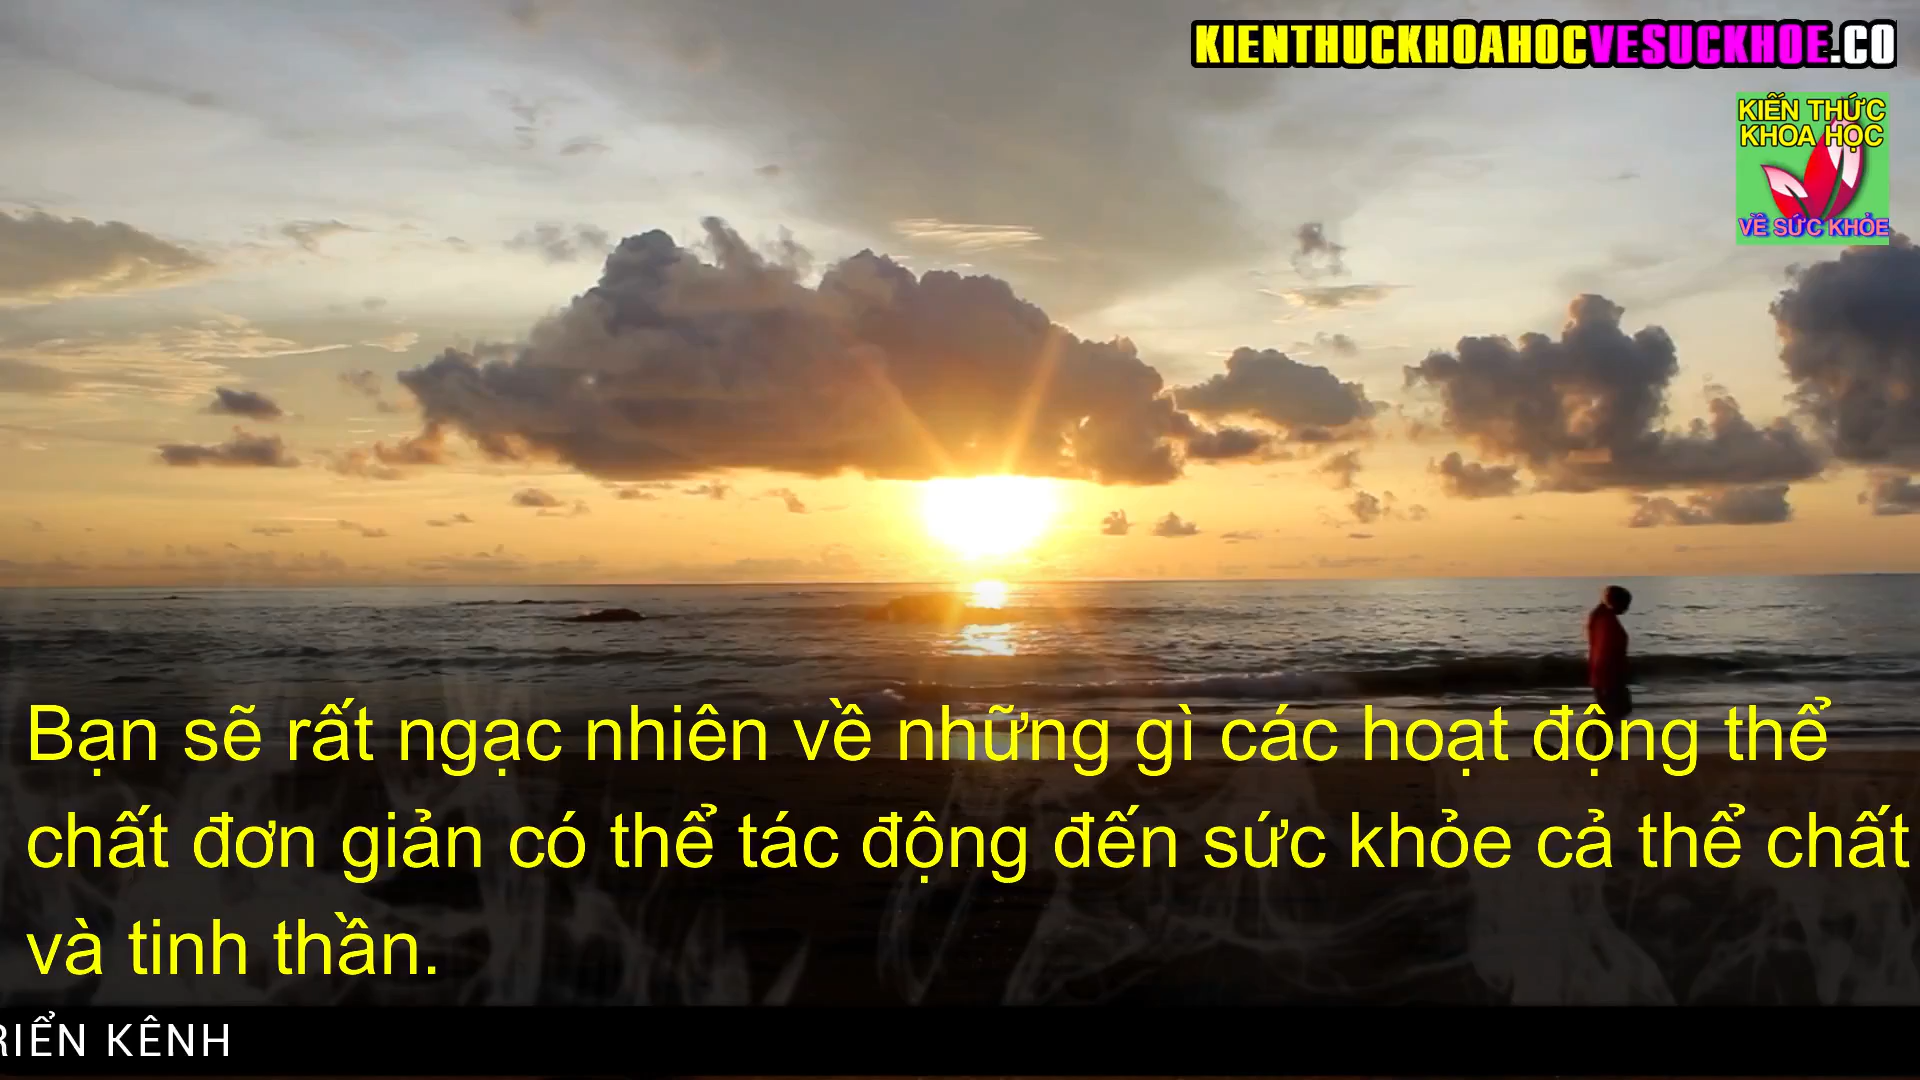 KIENTHUCKHOAHOCVESUCKHOE.CO
KIẾN THỨC
KHOA HỌC
VỀ SỨC KHỎE
Bạn sẽ rất ngạc nhiên về những gì các hoạt động thể
chất đơn giản có thể tác động đến sức khỏe cả thể chất
và tinh thần.
KÊNH